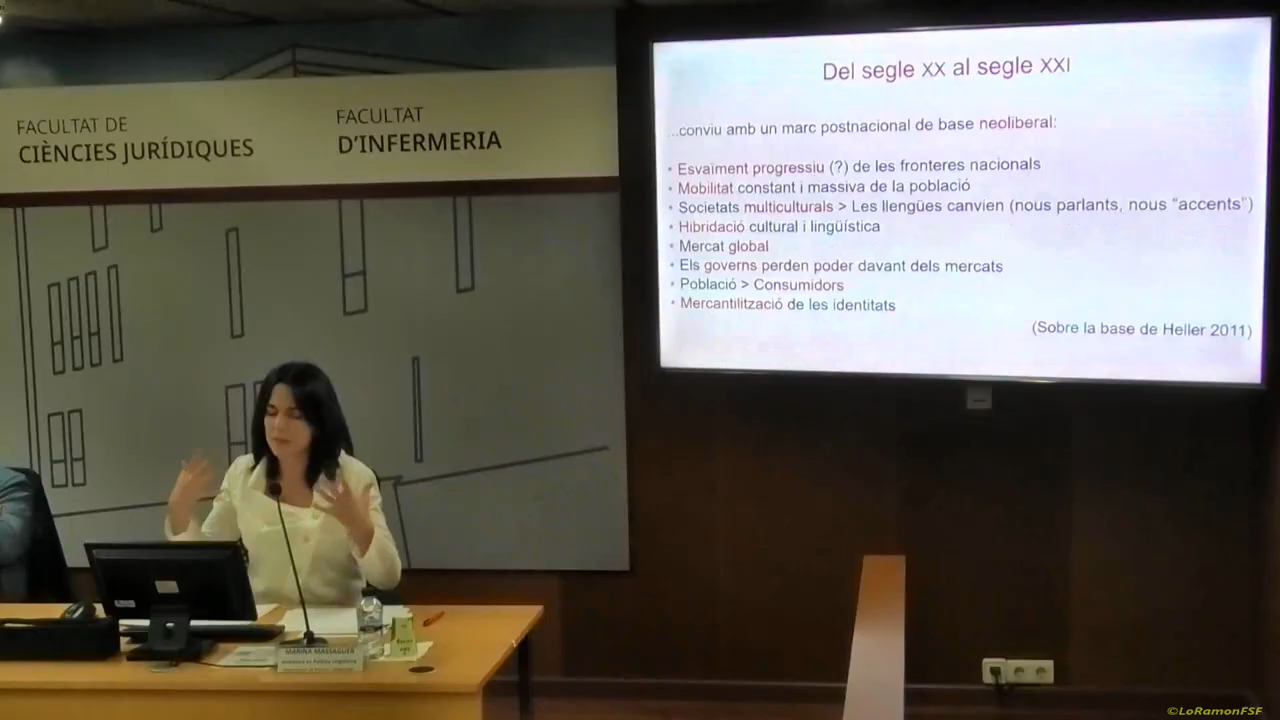 FACULTAT DE
CIÈNCIES JURÍDIQUES
FACULTAT
D'INFERMERIA
Del segle XX al segle XXI
...conviu amb un marc postnacional de base neoliberal:
• Esvaïment progressiu (?) de les fronteres nacionals
• Mobilitat constant i massiva de la població
• Societats multiculturals > Les llengües canvien (nous parlants, nous “accents”)
• Hibridació cultural i lingüística
• Mercat global
• Els governs perden poder davant dels mercats
• Població > Consumidors
• Mercantilització de les identitats
(Sobre la base de Heller 2011)
MARINA MASSAGUER
©LoRamonFSF